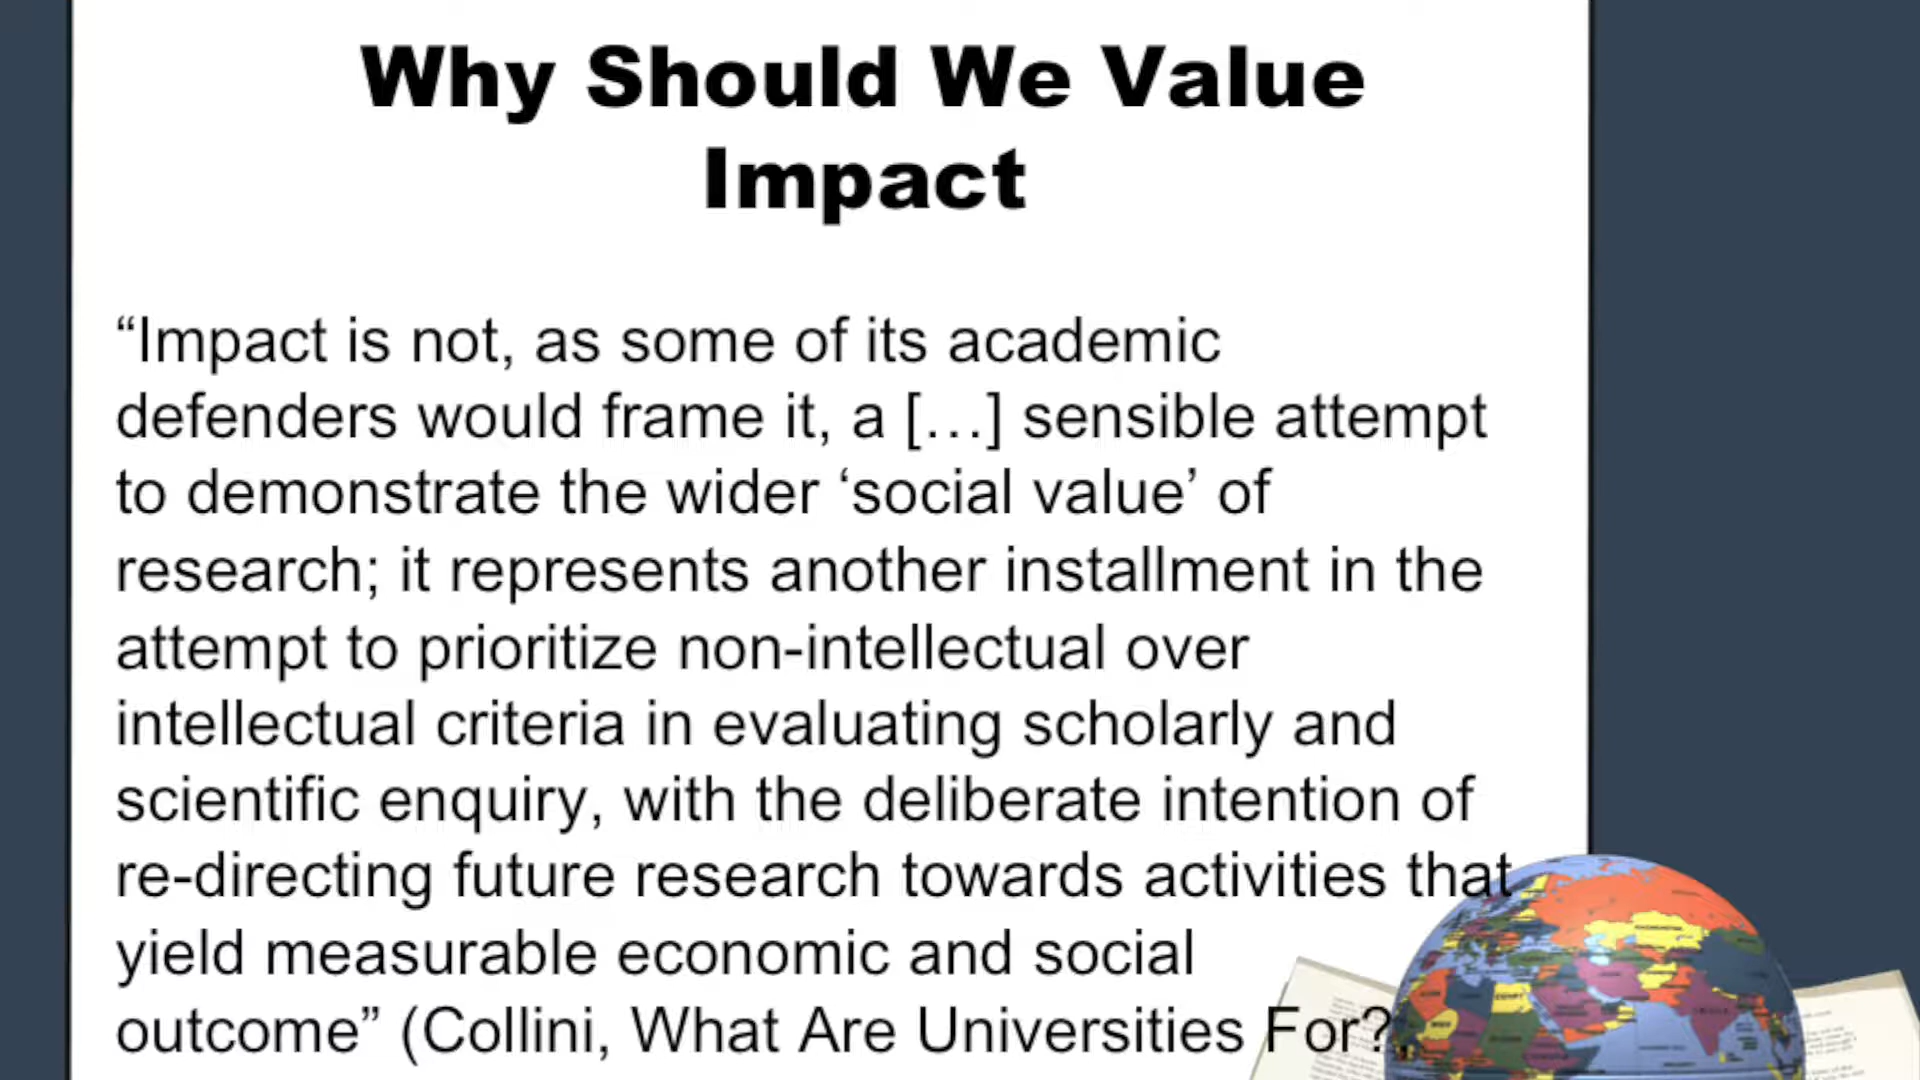 Why Should We Value
Impact
“Impact is not, as some of its academic
defenders would frame it, a […] sensible attempt
to demonstrate the wider ‘social value’ of
research; it represents another installment in the
attempt to prioritize non-intellectual over
intellectual criteria in evaluating scholarly and
scientific enquiry, with the deliberate intention of
re-directing future research towards activities that
yield measurable economic and social
outcome” (Collini, What Are Universities For?